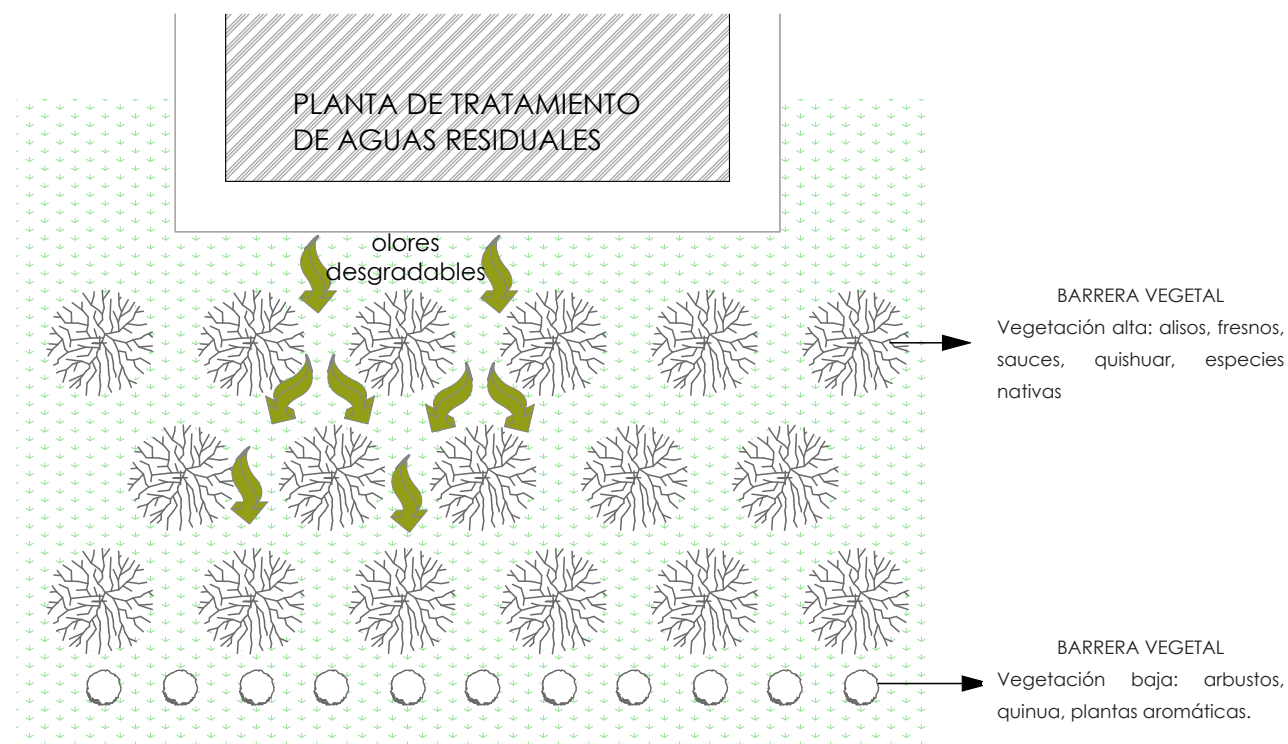 PLANTA DE TRATAMIENTO
DE AGUAS RESIDUALES
olores
desgradables
BARRERA VEGETAL
Vegetación alta: alisos, fresnos,
sauces, quishuar, especies
nativas
BARRERA VEGETAL
Vegetación baja: arbustos,
quinua, plantas aromáticas.